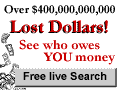 Over $400,000,000,000
Lost Dollars!
See who owes
YOU money
Free live Search